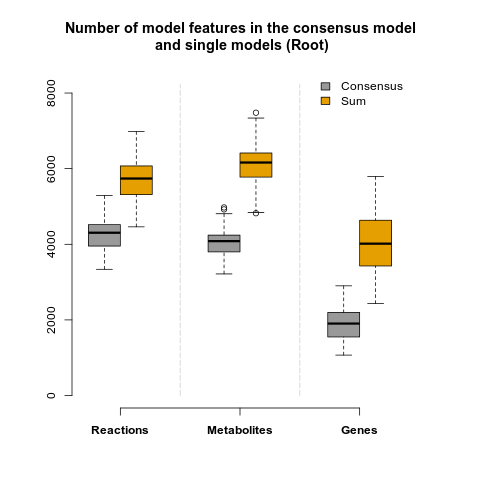 Number of model features in the consensus model
and single models (Root)
Consensus
Sum
8000
6000
4000
2000
0
Reactions
Metabolites
Genes